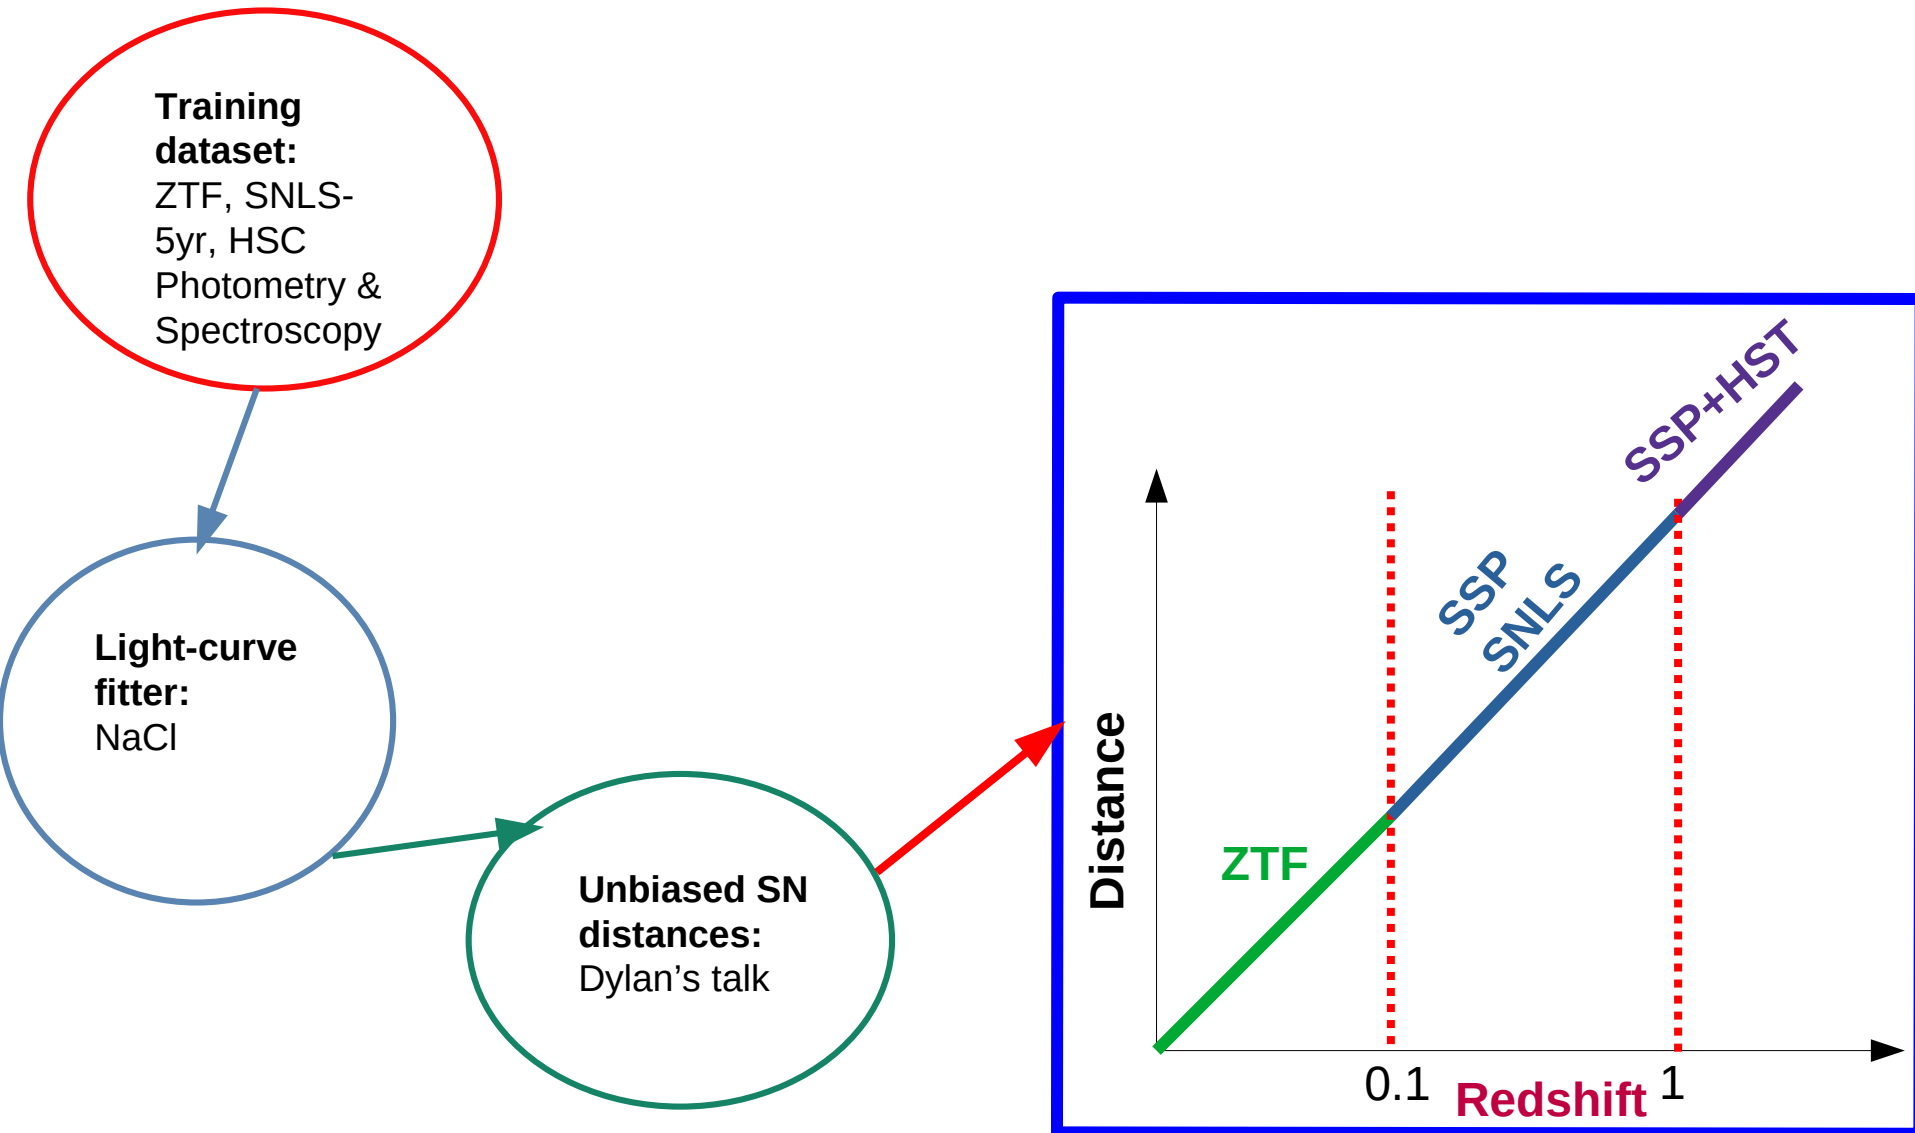 Training
dataset:
ZTF, SNLS-
5yr, HSC
Photometry &
Spectroscopy
Light-curve
fitter:
NaCl
Unbiased SN
distances:
Dylan’s talk
SSP+HST
SSP
SNLS
ZTF
Distance
0.1
1
Redshift